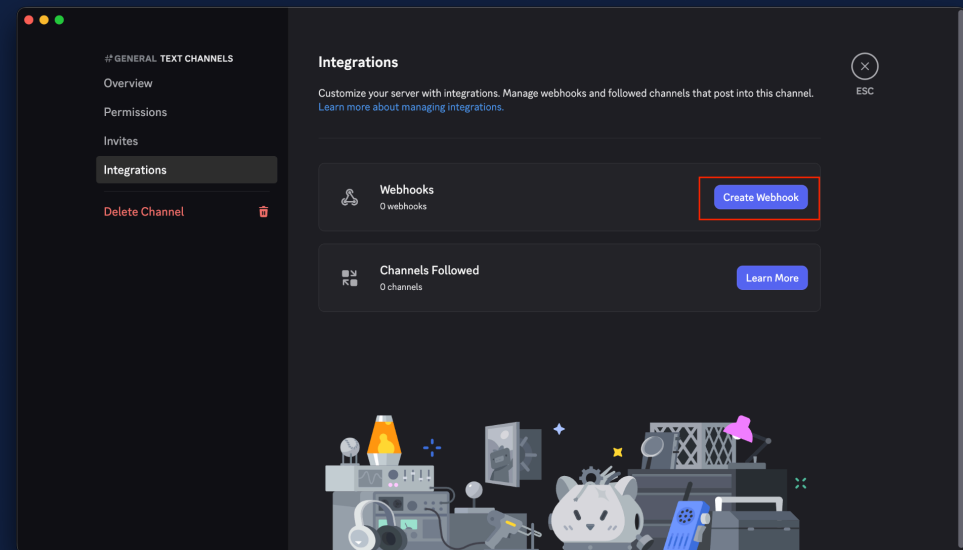 # GENERAL TEXT CHANNELS
Overview
Permissions
Invites
Integrations
Delete Channel
Integrations
Customize your server with integrations. Manage webhooks and followed channels that post into this channel.
Learn more about managing integrations.
ESC
Webhooks
0 webhooks
Create Webhook
Channels Followed
0 channels
Learn More